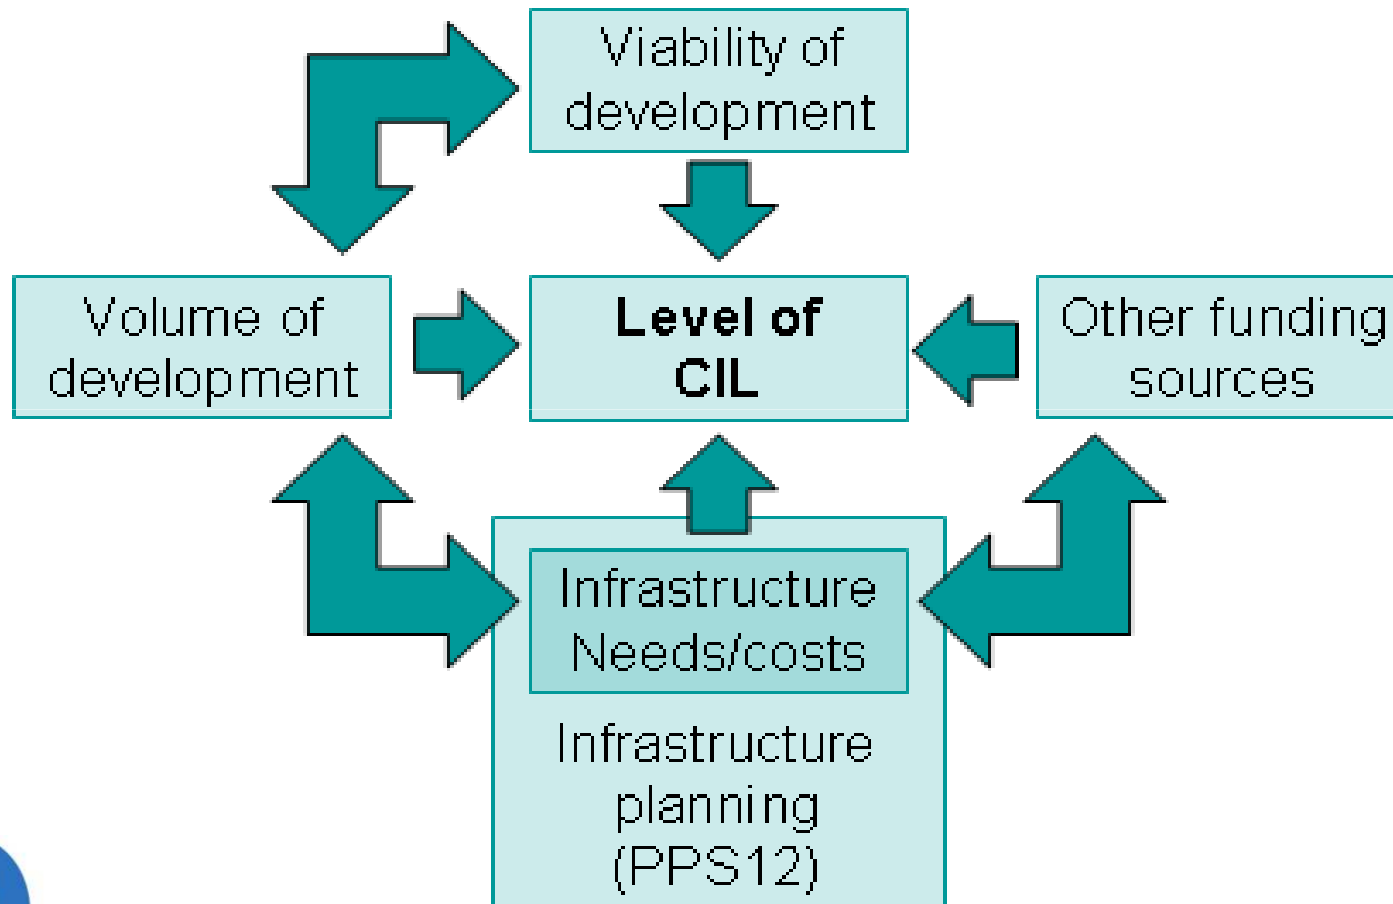 Viability of
development
Volume of
development
Level of
CIL
Other funding
sources
Infrastructure
Needs/costs
Infrastructure
planning
(PPS12)